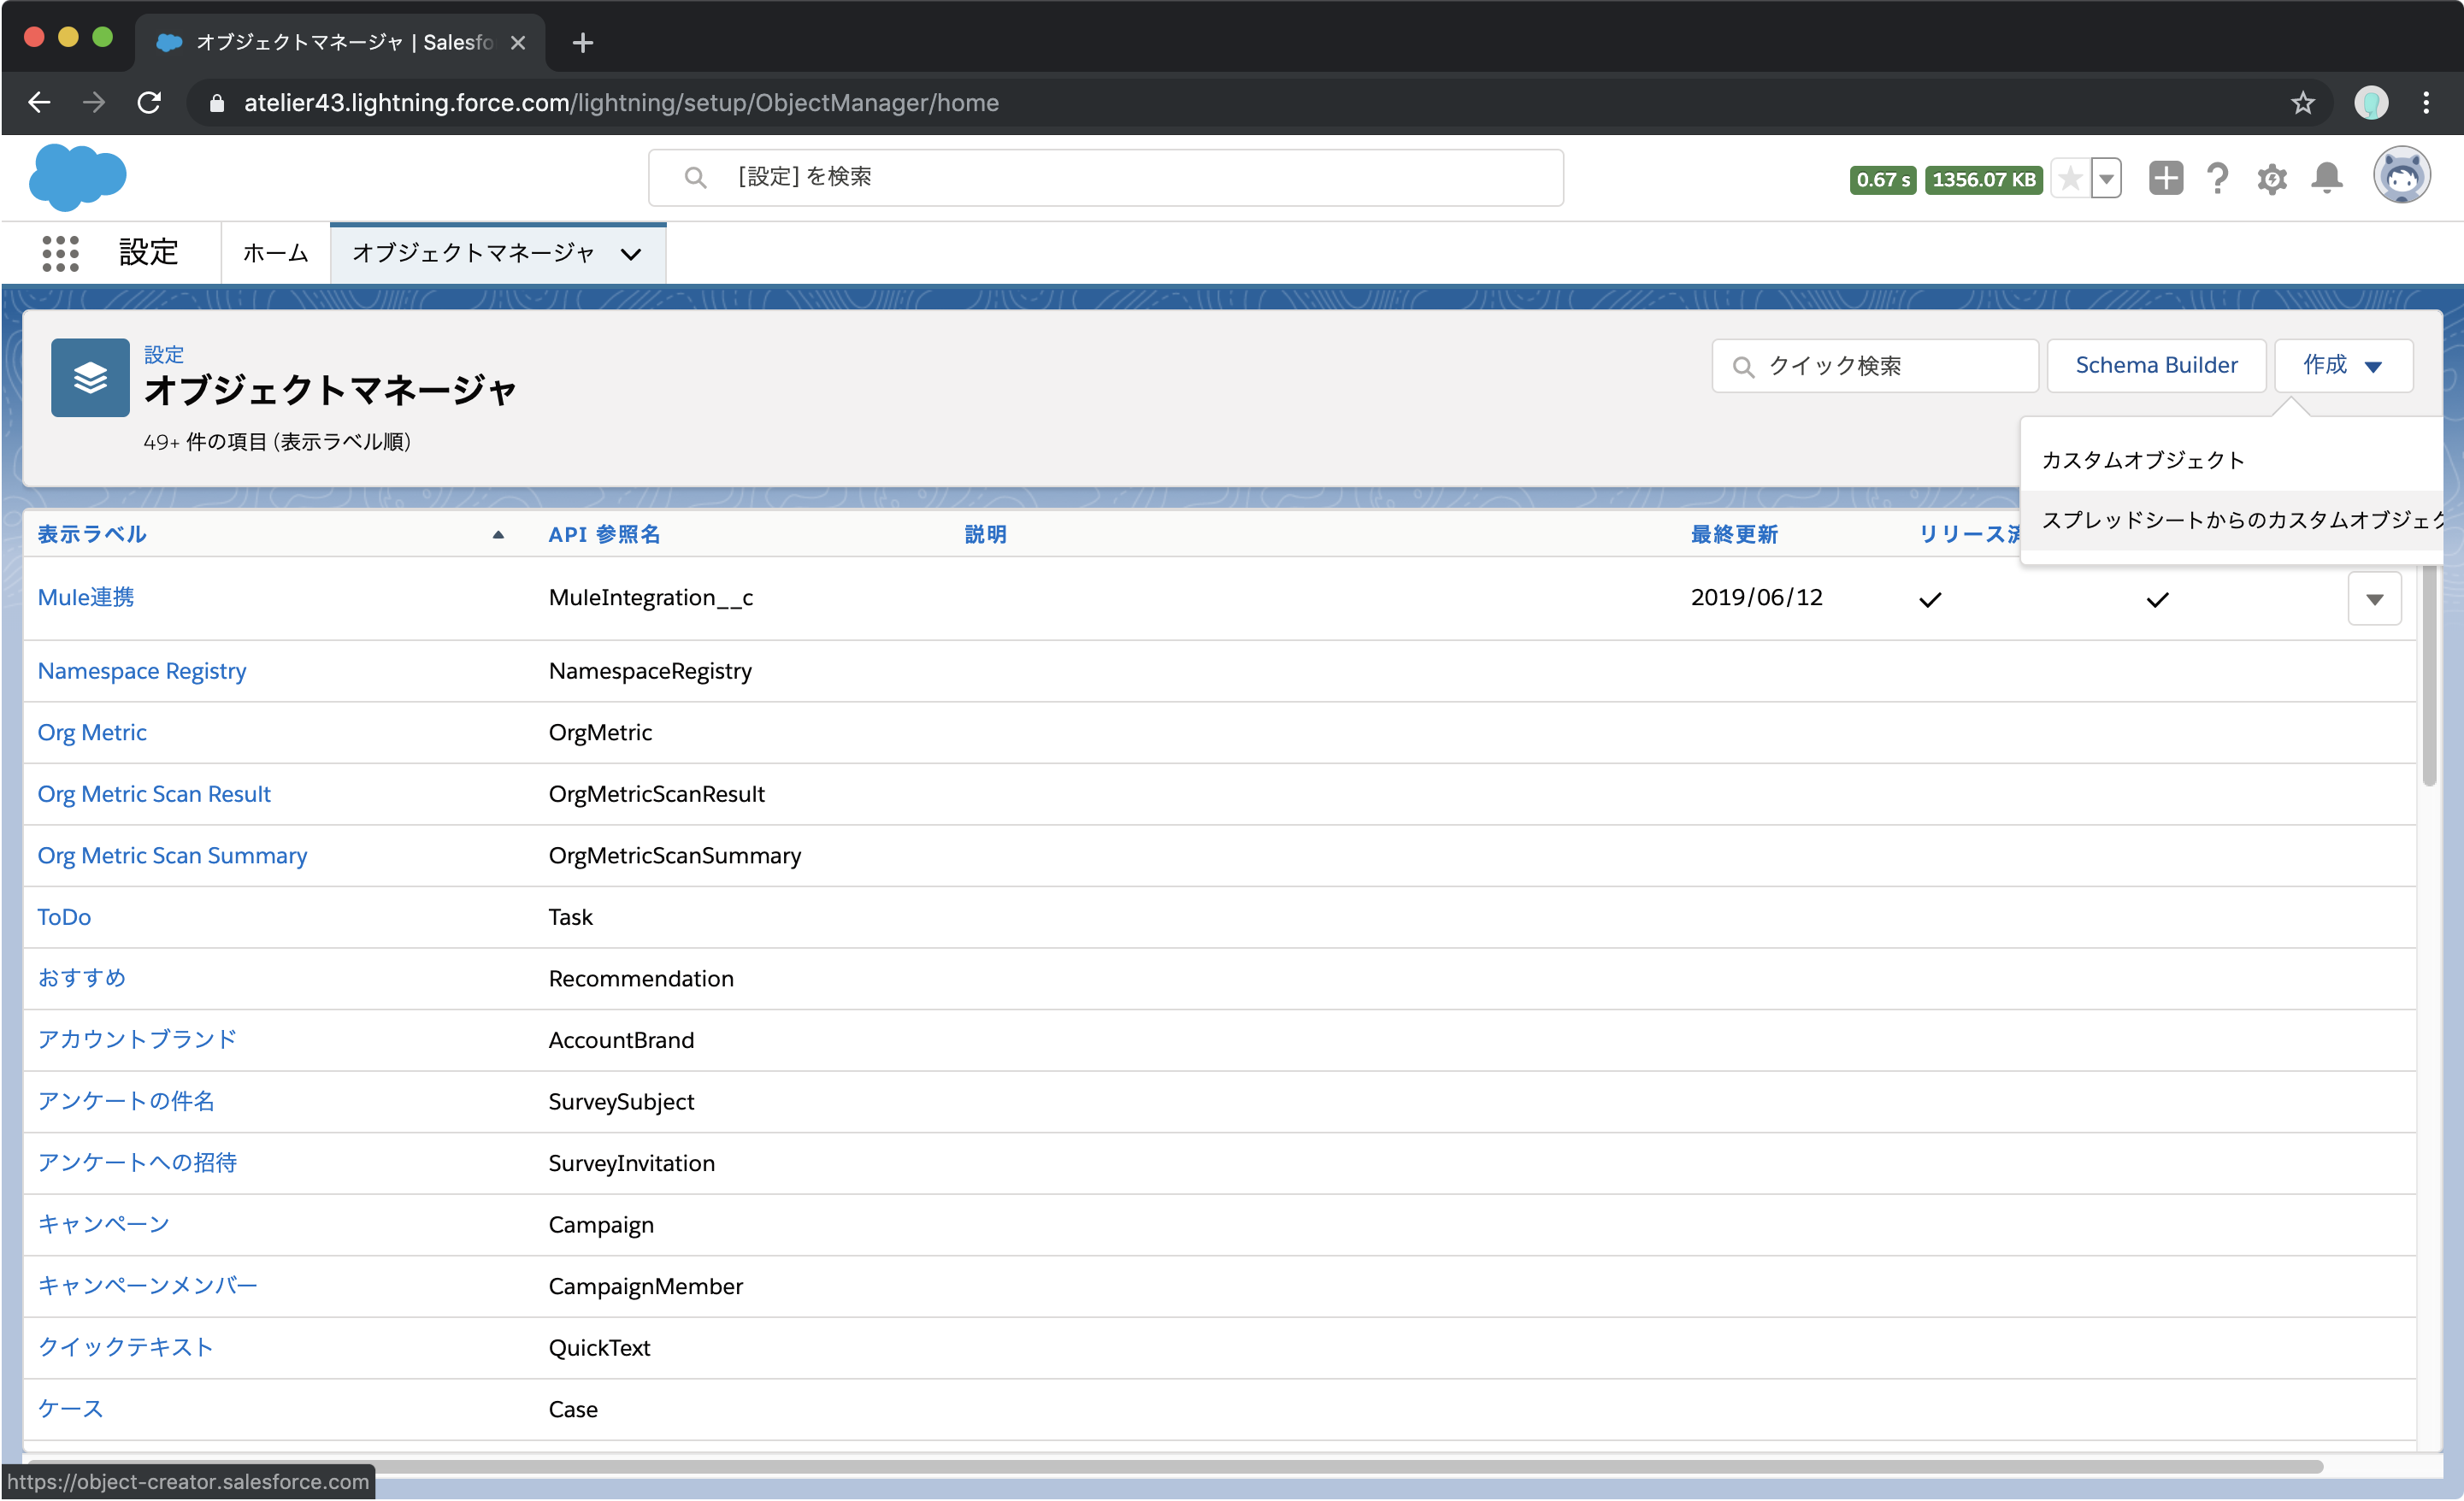 オブジェクトマネージャ | Salesfo
atelier43.lightning.force.com/lightning/setup/ObjectManager/home
[設定] を検索
0.67 s 1356.07 KB
設定 ホーム オブジェクトマネージャ
設定
オブジェクトマネージャ
49+ 件の項目 (表示ラベル順)
クイック検索 Schema Builder 作成
カスタムオブジェクト
スプレッドシートからのカスタムオブジェク
表示ラベル API 参照名 説明 最終更新 リリース済
Mule連携 MuleIntegration__c 2019/06/12
Namespace Registry NamespaceRegistry
Org Metric OrgMetric
Org Metric Scan Result OrgMetricScanResult
Org Metric Scan Summary OrgMetricScanSummary
ToDo Task
おすすめ Recommendation
アカウントブランド AccountBrand
アンケートの件名 SurveySubject
アンケートへの招待 SurveyInvitation
キャンペーン Campaign
キャンペーンメンバー CampaignMember
クイックテキスト QuickText
ケース Case
https://object-creator.salesforce.com